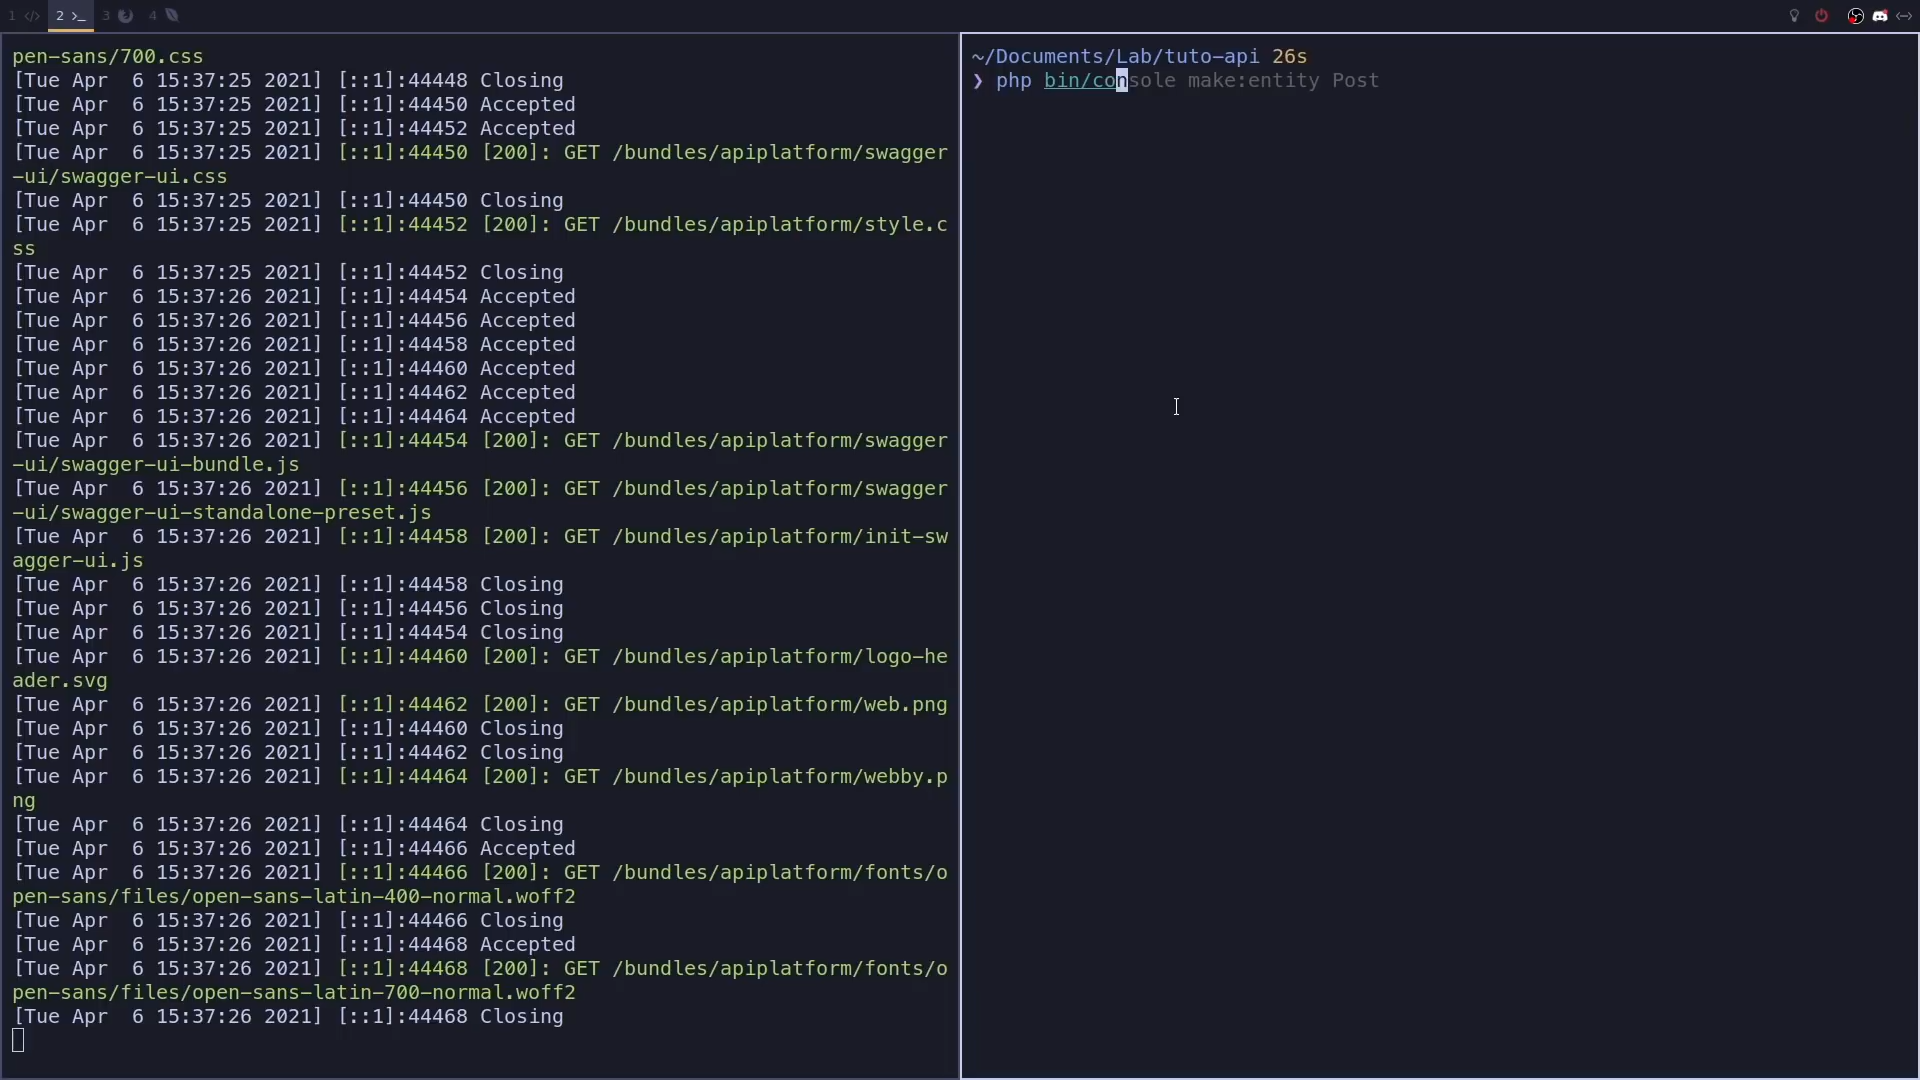 1 </> 2 >_ 3 4
pen-sans/700.css
[Tue Apr  6 15:37:25 2021] [::1]:44448 Closing
[Tue Apr  6 15:37:25 2021] [::1]:44450 Accepted
[Tue Apr  6 15:37:25 2021] [::1]:44452 Accepted
[Tue Apr  6 15:37:25 2021] [::1]:44450 [200]: GET /bundles/apiplatform/swagger
-ui/swagger-ui.css
[Tue Apr  6 15:37:25 2021] [::1]:44450 Closing
[Tue Apr  6 15:37:25 2021] [::1]:44452 [200]: GET /bundles/apiplatform/style.c
ss
[Tue Apr  6 15:37:25 2021] [::1]:44452 Closing
[Tue Apr  6 15:37:26 2021] [::1]:44454 Accepted
[Tue Apr  6 15:37:26 2021] [::1]:44456 Accepted
[Tue Apr  6 15:37:26 2021] [::1]:44458 Accepted
[Tue Apr  6 15:37:26 2021] [::1]:44460 Accepted
[Tue Apr  6 15:37:26 2021] [::1]:44462 Accepted
[Tue Apr  6 15:37:26 2021] [::1]:44464 Accepted
[Tue Apr  6 15:37:26 2021] [::1]:44454 [200]: GET /bundles/apiplatform/swagger
-ui/swagger-ui-bundle.js
[Tue Apr  6 15:37:26 2021] [::1]:44456 [200]: GET /bundles/apiplatform/swagger
-ui/swagger-ui-standalone-preset.js
[Tue Apr  6 15:37:26 2021] [::1]:44458 [200]: GET /bundles/apiplatform/init-sw
agger-ui.js
[Tue Apr  6 15:37:26 2021] [::1]:44458 Closing
[Tue Apr  6 15:37:26 2021] [::1]:44456 Closing
[Tue Apr  6 15:37:26 2021] [::1]:44454 Closing
[Tue Apr  6 15:37:26 2021] [::1]:44460 [200]: GET /bundles/apiplatform/logo-he
ader.svg
[Tue Apr  6 15:37:26 2021] [::1]:44462 [200]: GET /bundles/apiplatform/web.png
[Tue Apr  6 15:37:26 2021] [::1]:44460 Closing
[Tue Apr  6 15:37:26 2021] [::1]:44462 Closing
[Tue Apr  6 15:37:26 2021] [::1]:44464 [200]: GET /bundles/apiplatform/webby.p
ng
[Tue Apr  6 15:37:26 2021] [::1]:44464 Closing
[Tue Apr  6 15:37:26 2021] [::1]:44466 Accepted
[Tue Apr  6 15:37:26 2021] [::1]:44466 [200]: GET /bundles/apiplatform/fonts/o
pen-sans/files/open-sans-latin-400-normal.woff2
[Tue Apr  6 15:37:26 2021] [::1]:44466 Closing
[Tue Apr  6 15:37:26 2021] [::1]:44468 Accepted
[Tue Apr  6 15:37:26 2021] [::1]:44468 [200]: GET /bundles/apiplatform/fonts/o
pen-sans/files/open-sans-latin-700-normal.woff2
[Tue Apr  6 15:37:26 2021] [::1]:44468 Closing
~/Documents/Lab/tuto-api 26s
❯ php bin/console make:entity Post